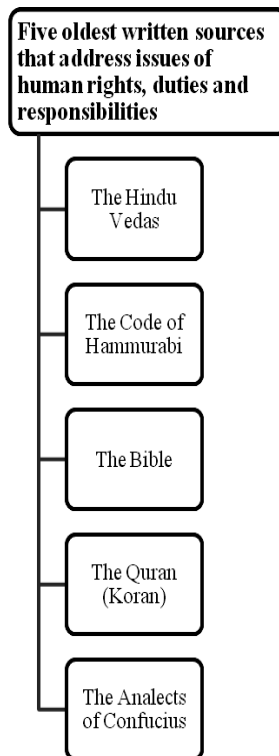 Five oldest written sources
that address issues of
human rights, duties and
responsibilities
The Hindu
Vedas
The Code of
Hammurabi
The Bible
The Quran
(Koran)
The Analects
of Confucius